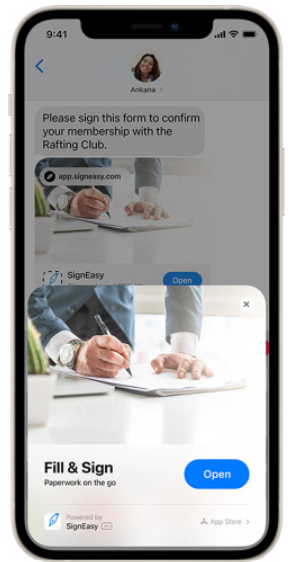 9:41
Ankana >
Please sign this form to confirm
your membership with the
Rafting Club.
app.signeasy.com
SignEasy
Open
Fill & Sign
Paperwork on the go
Open
Powered by
SignEasy
App Store >